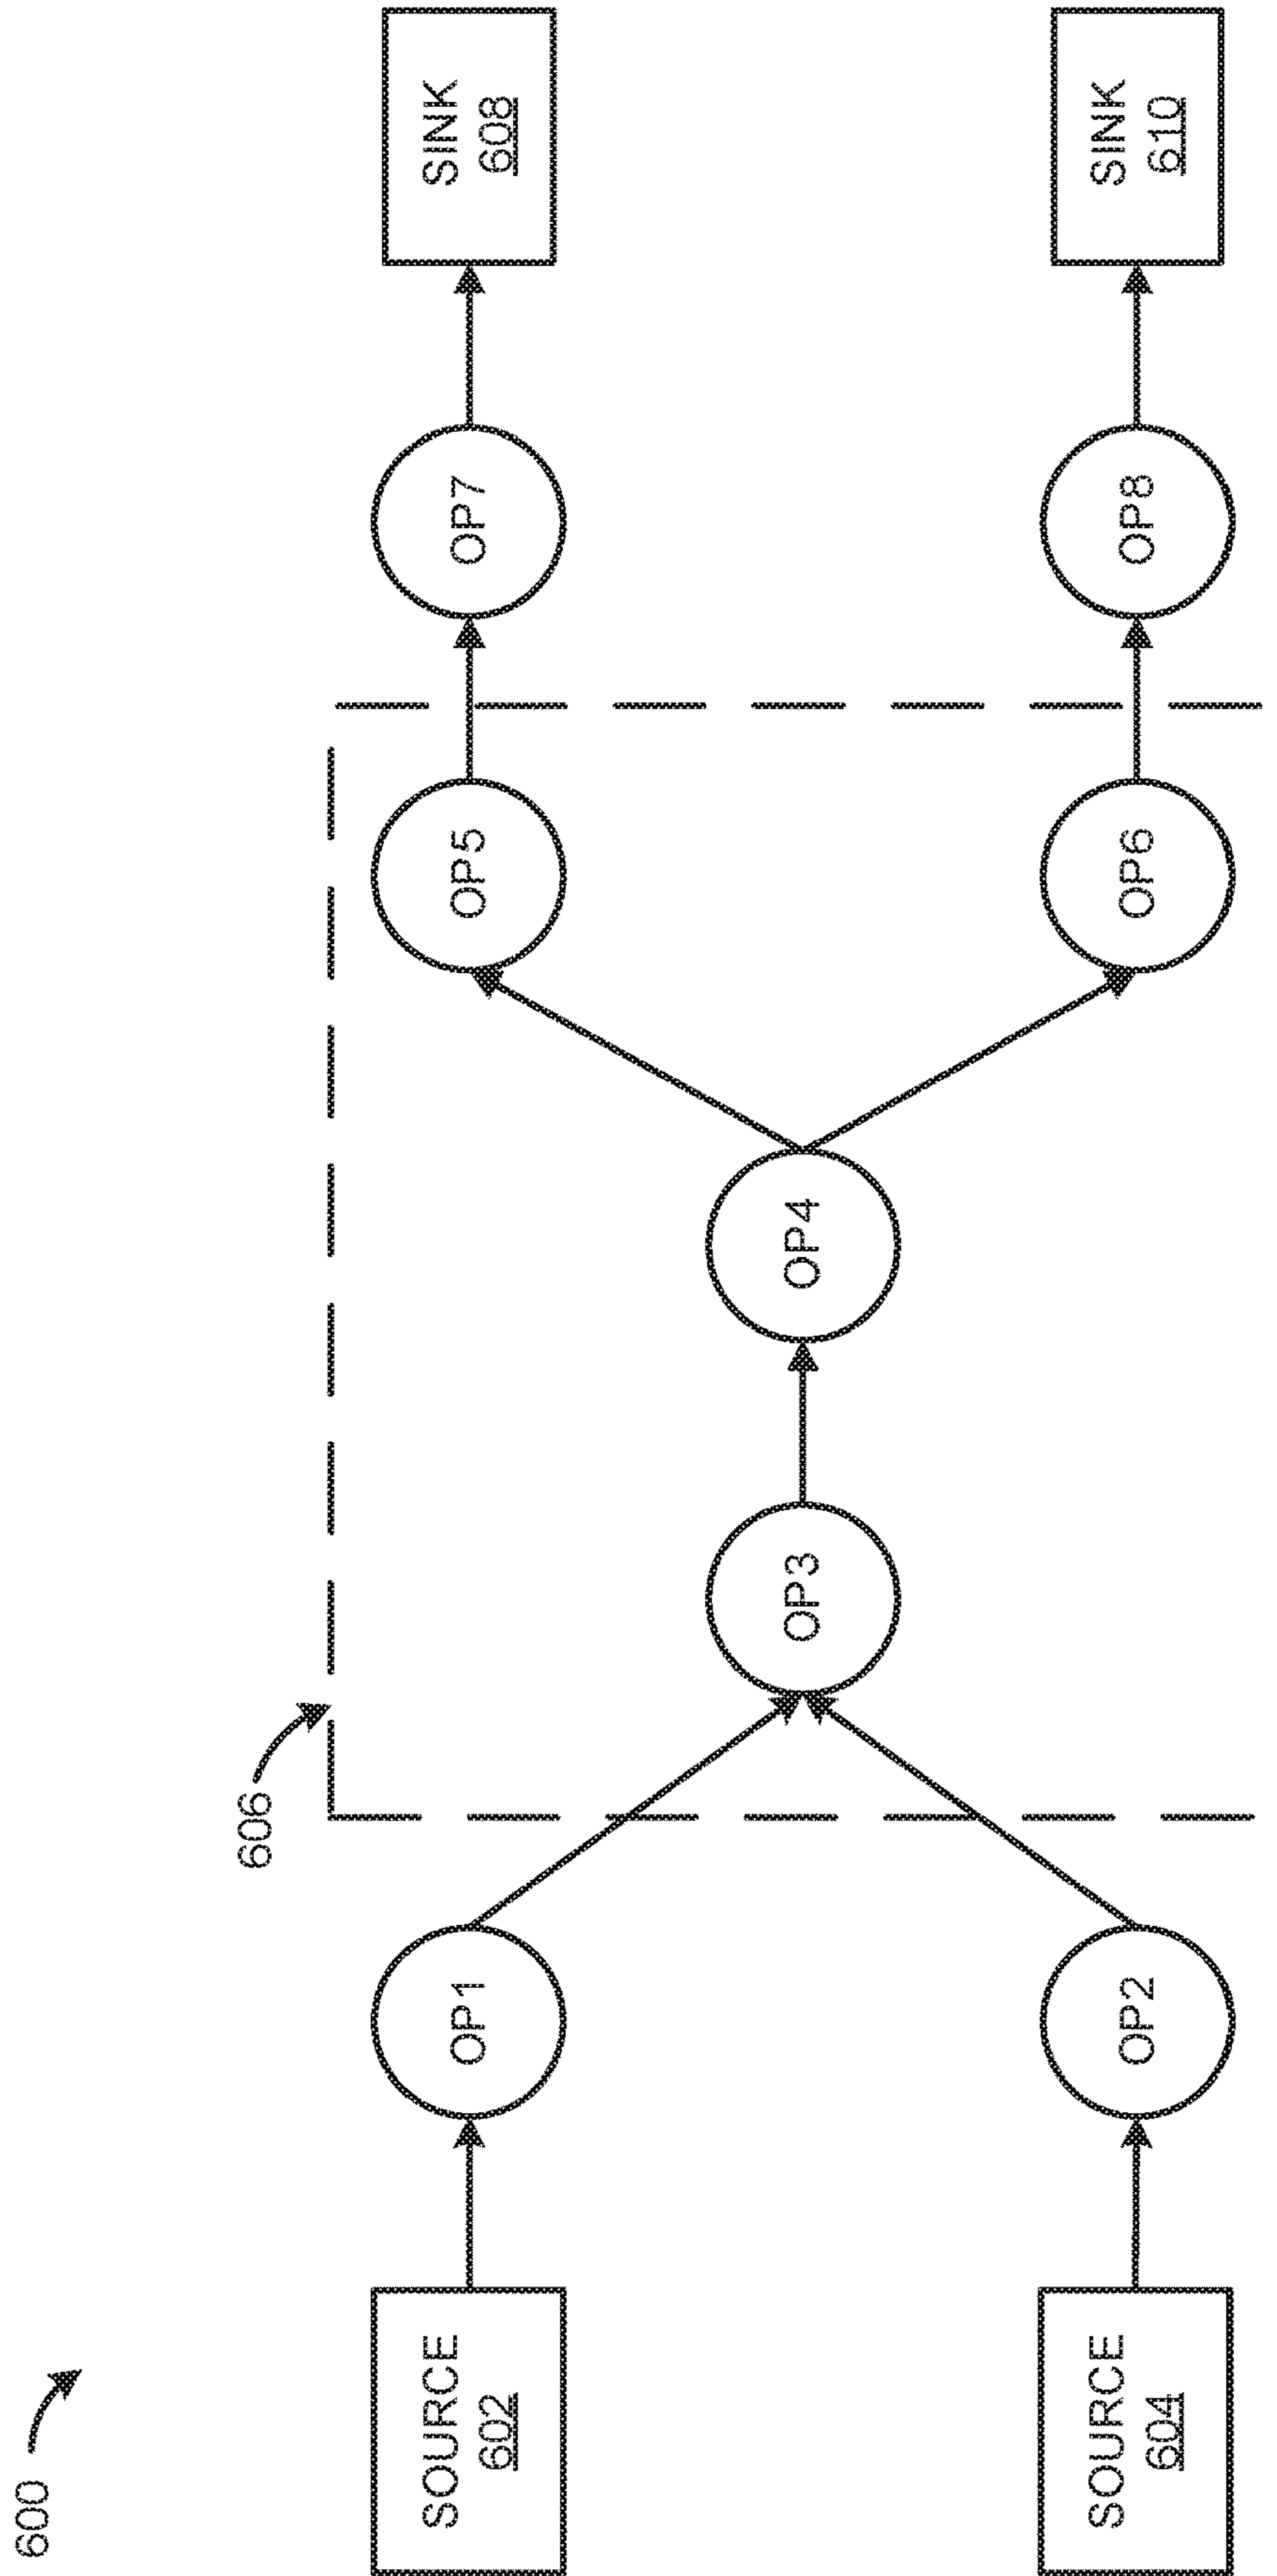 600
SOURCE
602
SOURCE
604
OP1
OP2
606
OP3
OP4
OP5
OP6
OP7
OP8
SINK
608
SINK
610